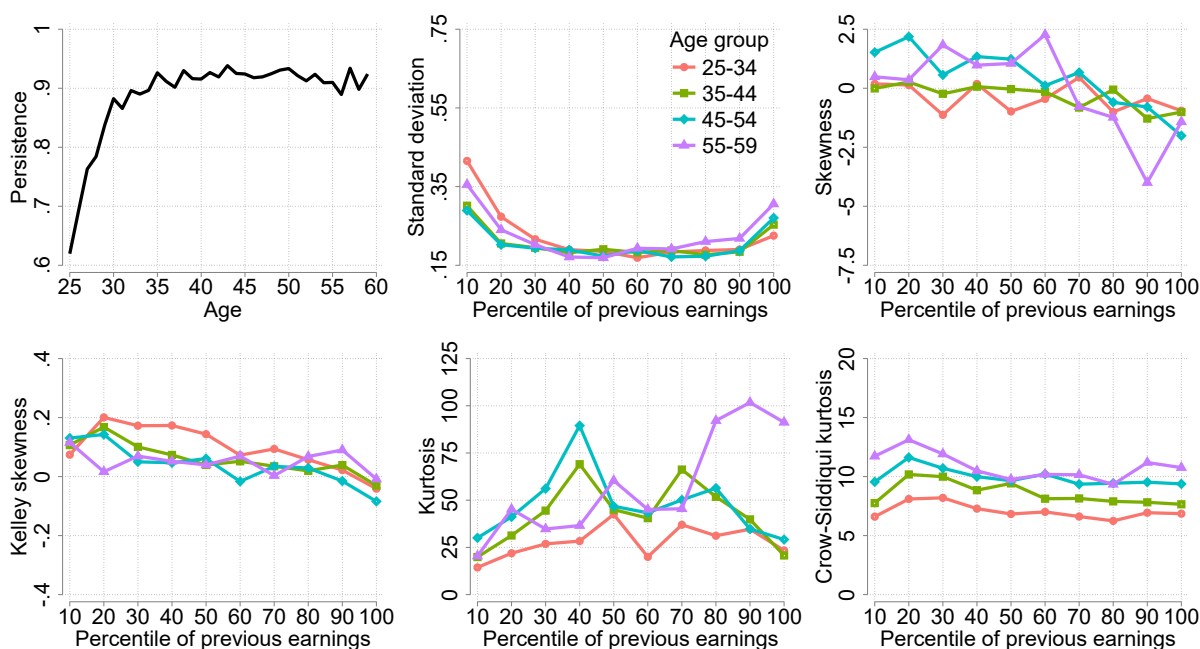 Persistence
1
.9
.8
.7
.6
25 30 35 40 45 50 55 60
Age
Standard deviation
.75
.55
.35
.15
Age group
25-34
35-44
45-54
55-59
10 20 30 40 50 60 70 80 90 100
Percentile of previous earnings
Skewness
2.5
0
-2.5
-5
-7.5
10 20 30 40 50 60 70 80 90 100
Percentile of previous earnings
Kelley skewness
.4
.2
0
-.2
-.4
10 20 30 40 50 60 70 80 90 100
Percentile of previous earnings
Kurtosis
125
100
75
50
25
0
10 20 30 40 50 60 70 80 90 100
Percentile of previous earnings
Crow-Siddiqui kurtosis
20
15
10
5
0
10 20 30 40 50 60 70 80 90 100
Percentile of previous earnings